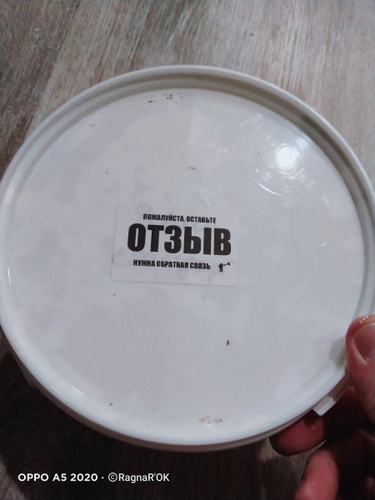 ПОЖАЛУЙСТА, ОСТАВЬТЕ
ОТЗЫВ
НУЖНА ОБРАТНАЯ СВЯЗЬ
OPPO A5 2020 · ©RagnaR'OK